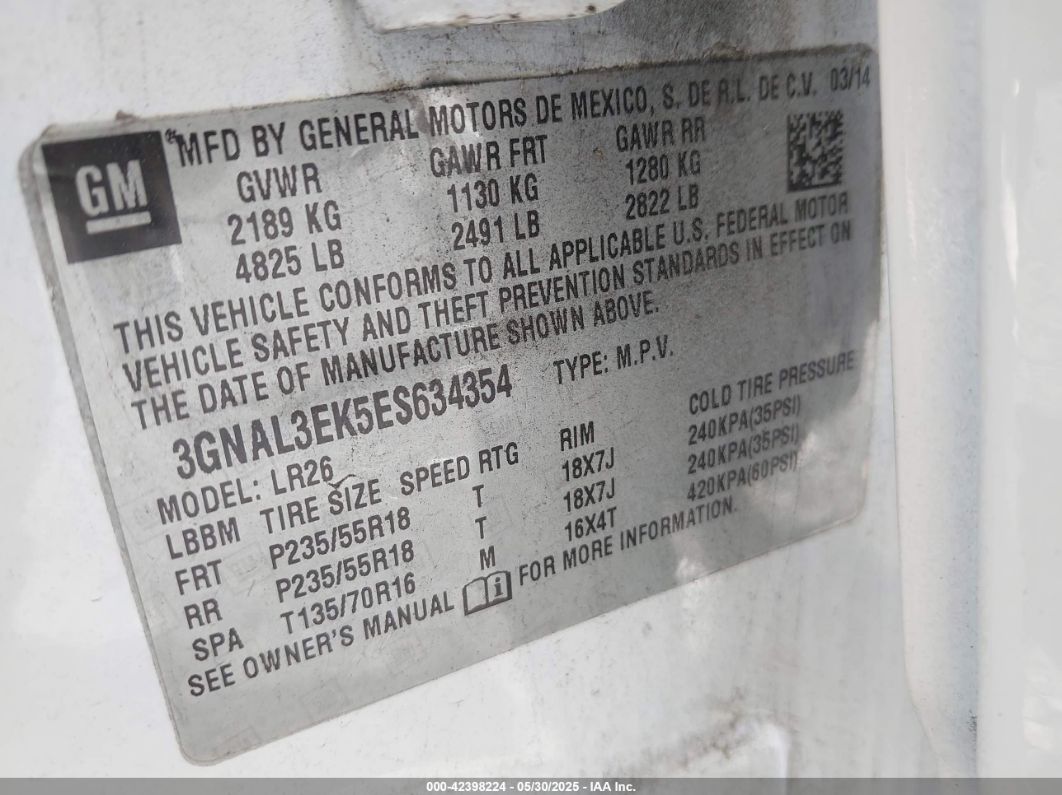 MFD BY GENERAL MOTORS DE MEXICO, S. DE R.L. DE C.V. 03/14
GM
GVWR GAWR FRT GAWR RR
2189 KG 1130 KG 1280 KG
4825 LB 2491 LB 2822 LB
THIS VEHICLE CONFORMS TO ALL APPLICABLE U.S. FEDERAL MOTOR
VEHICLE SAFETY AND THEFT PREVENTION STANDARDS IN EFFECT ON
THE DATE OF MANUFACTURE SHOWN ABOVE.
3GNAL3EK5ES634354 TYPE: M.P.V.
MODEL: LR26
LBBM TIRE SIZE SPEED RTG RIM COLD TIRE PRESSURE
FRT P235/55R18 T 18X7J 240KPA(35PSI)
RR P235/55R18 T 18X7J 240KPA(35PSI)
SPA T135/70R16 M 16X4T 420KPA(60PSI)
SEE OWNER'S MANUAL i FOR MORE INFORMATION.
000-42398224 - 05/30/2025 - IAA Inc.